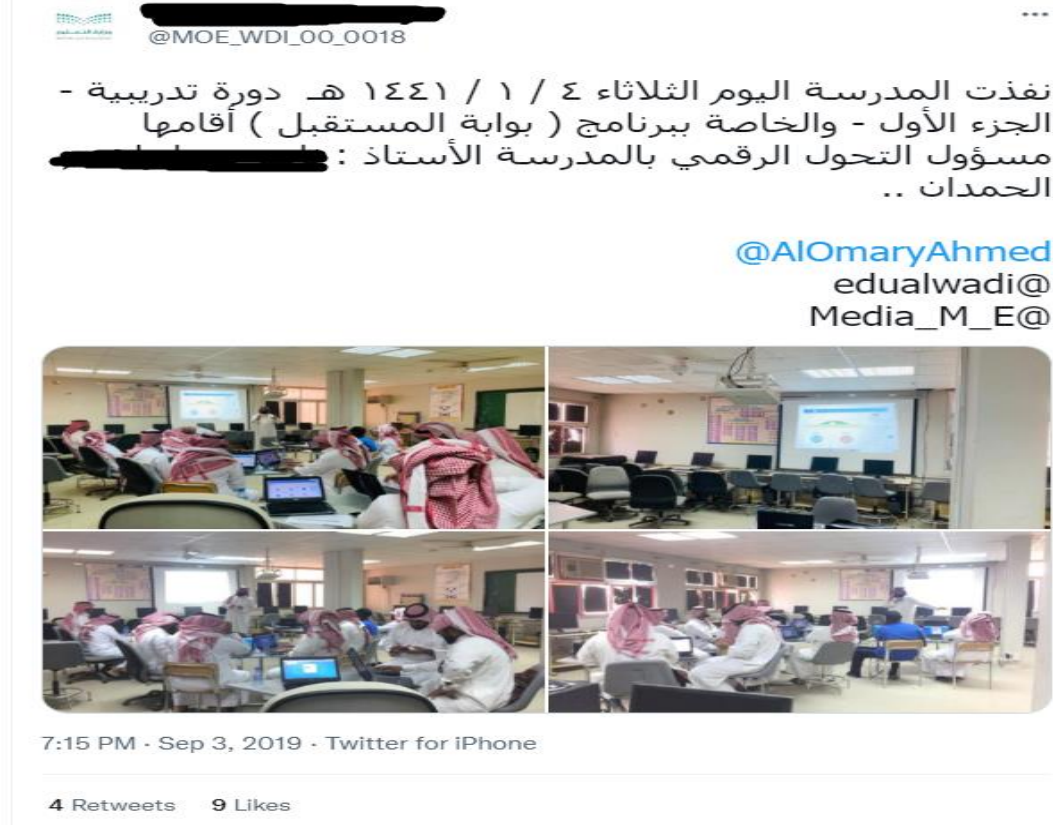 @MOE_WDI_00_0018
نفذت المدرسة اليوم الثلاثاء ٤ / ١ / ١٤٤١ هـ دورة تدريبية -
الجزء الأول - والخاصة ببرنامج ( بوابة المستقبل ) أقامها
مسؤول التحول الرقمي بالمدرسة الأستاذ :
الحمدان ..
@AlOmaryAhmed
edualwadi@
Media_M_E@
7:15 PM · Sep 3, 2019 · Twitter for iPhone
4 Retweets 9 Likes